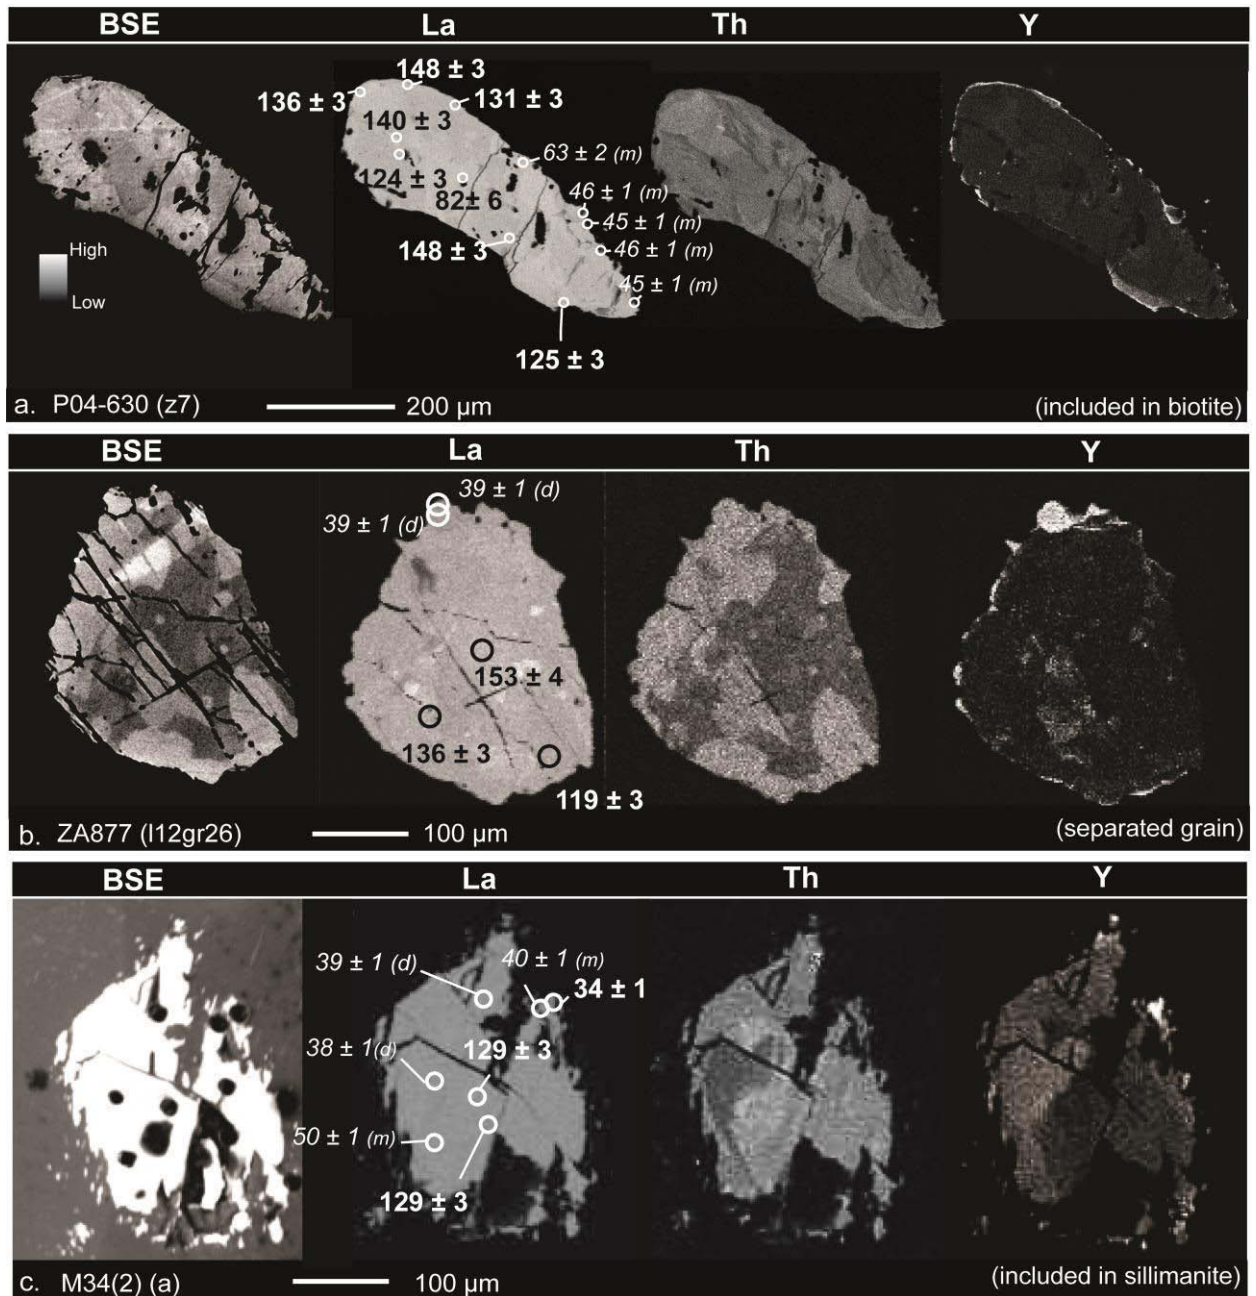 BSE La Th Y
148 ± 3
136 ± 3
131 ± 3
140 ± 3
63 ± 2 (m)
124 ± 3
82± 6
46 ± 1 (m)
45 ± 1 (m)
148 ± 3
46 ± 1 (m)
High
Low
45 ± 1 (m)
125 ± 3
a. P04-630 (z7) 200 µm (included in biotite)
BSE La Th Y
39 ± 1 (d)
39 ± 1 (d)
153 ± 4
136 ± 3
119 ± 3
b. ZA877 (l12gr26) 100 µm (separated grain)
BSE La Th Y
39 ± 1 (d)
40 ± 1 (m)
34 ± 1
38 ± 1(d)
129 ± 3
50 ± 1 (m)
129 ± 3
c. M34(2) (a) 100 µm (included in sillimanite)